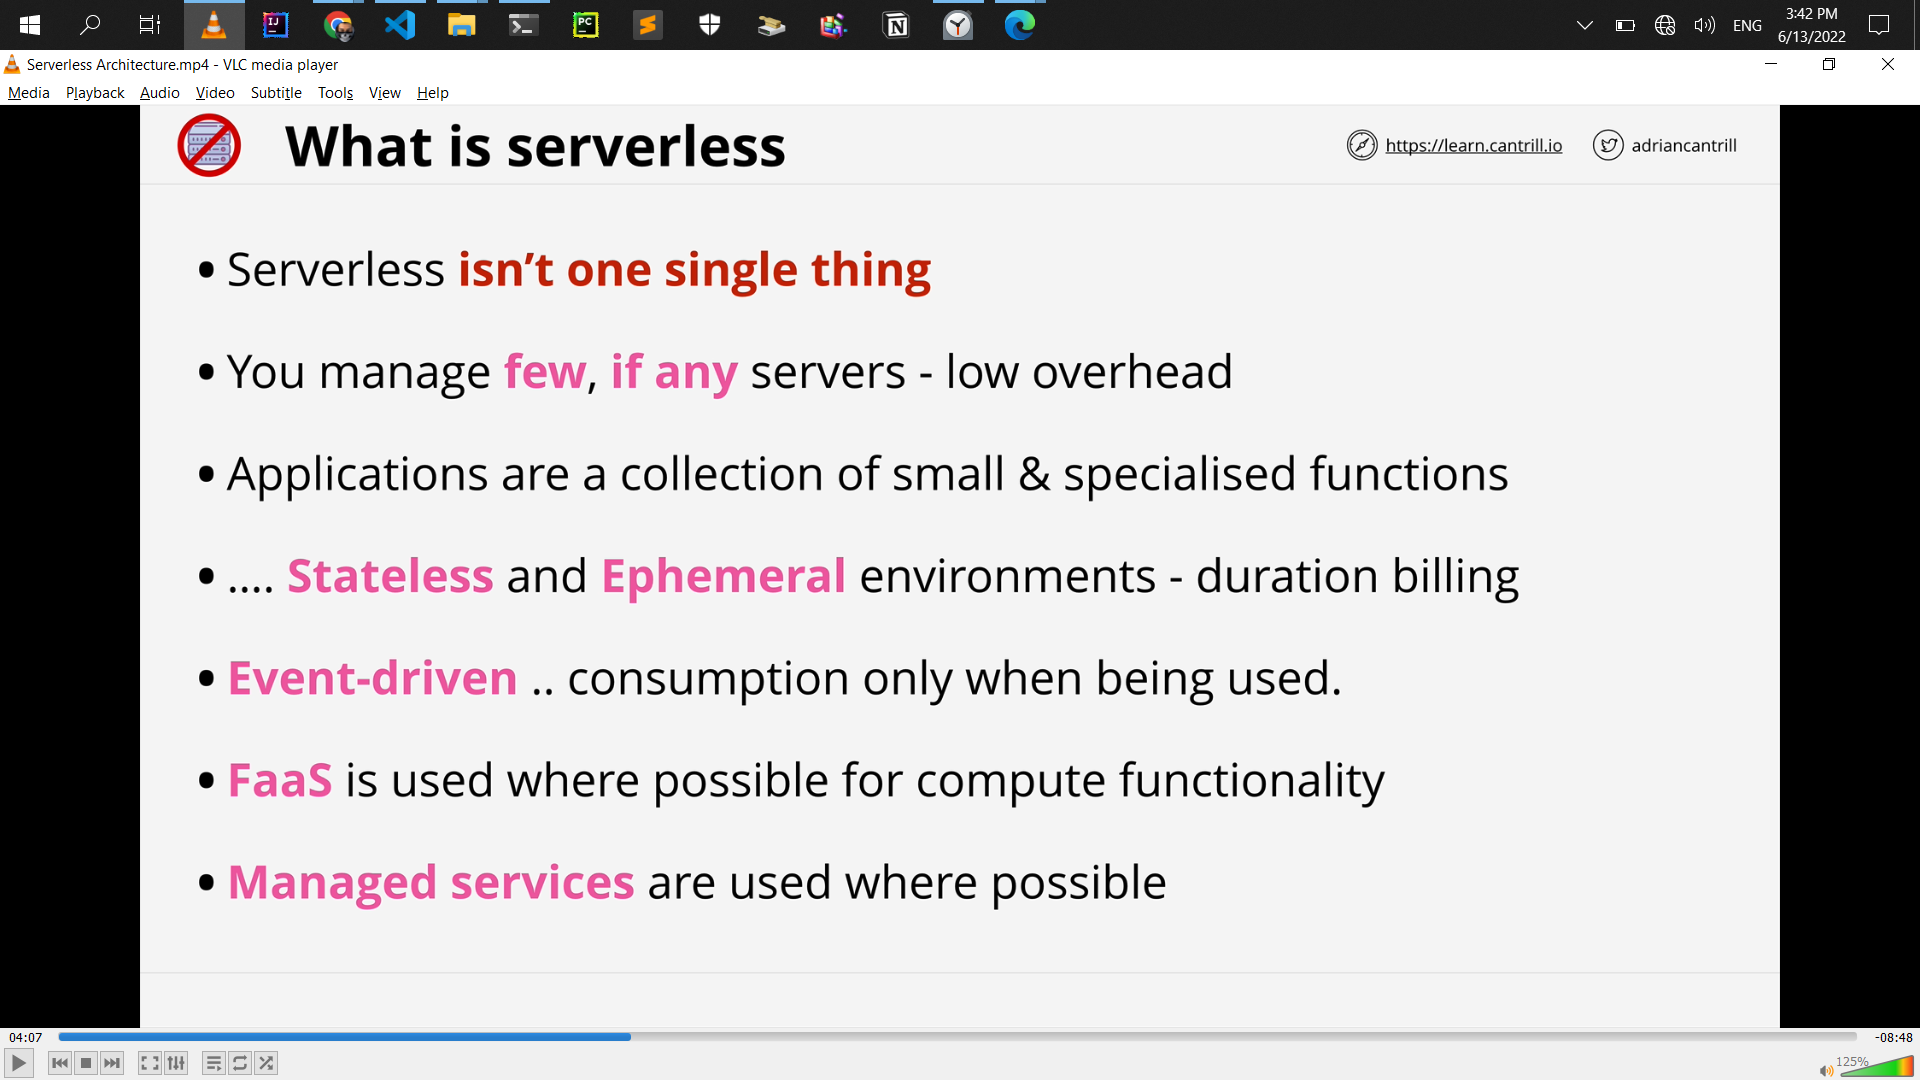 ENG
3:42 PM
6/13/2022
Serverless Architecture.mp4 - VLC media player
Media Playback Audio Video Subtitle Tools View Help
What is serverless
https://learn.cantrill.io
adriancantrill
• Serverless isn’t one single thing
• You manage few, if any servers - low overhead
• Applications are a collection of small & specialised functions
• .... Stateless and Ephemeral environments - duration billing
• Event-driven .. consumption only when being used.
• FaaS is used where possible for compute functionality
• Managed services are used where possible
04:07
-08:48
125%